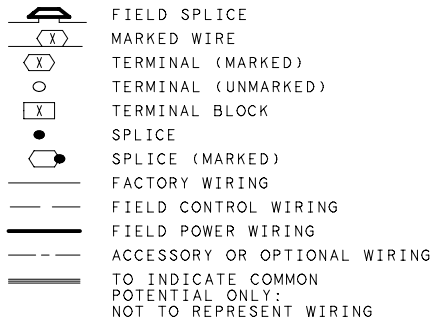 FIELD SPLICE
X MARKED WIRE
X TERMINAL (MARKED)
TERMINAL (UNMARKED)
X TERMINAL BLOCK
SPLICE
SPLICE (MARKED)
FACTORY WIRING
FIELD CONTROL WIRING
FIELD POWER WIRING
ACCESSORY OR OPTIONAL WIRING
TO INDICATE COMMON
POTENTIAL ONLY:
NOT TO REPRESENT WIRING